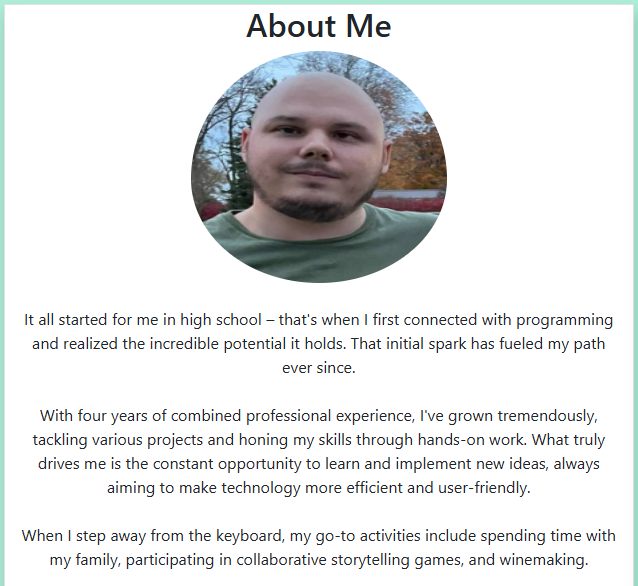 About Me
It all started for me in high school – that's when I first connected with programming
and realized the incredible potential it holds. That initial spark has fueled my path
ever since.
With four years of combined professional experience, I've grown tremendously,
tackling various projects and honing my skills through hands-on work. What truly
drives me is the constant opportunity to learn and implement new ideas, always
aiming to make technology more efficient and user-friendly.
When I step away from the keyboard, my go-to activities include spending time with
my family, participating in collaborative storytelling games, and winemaking.